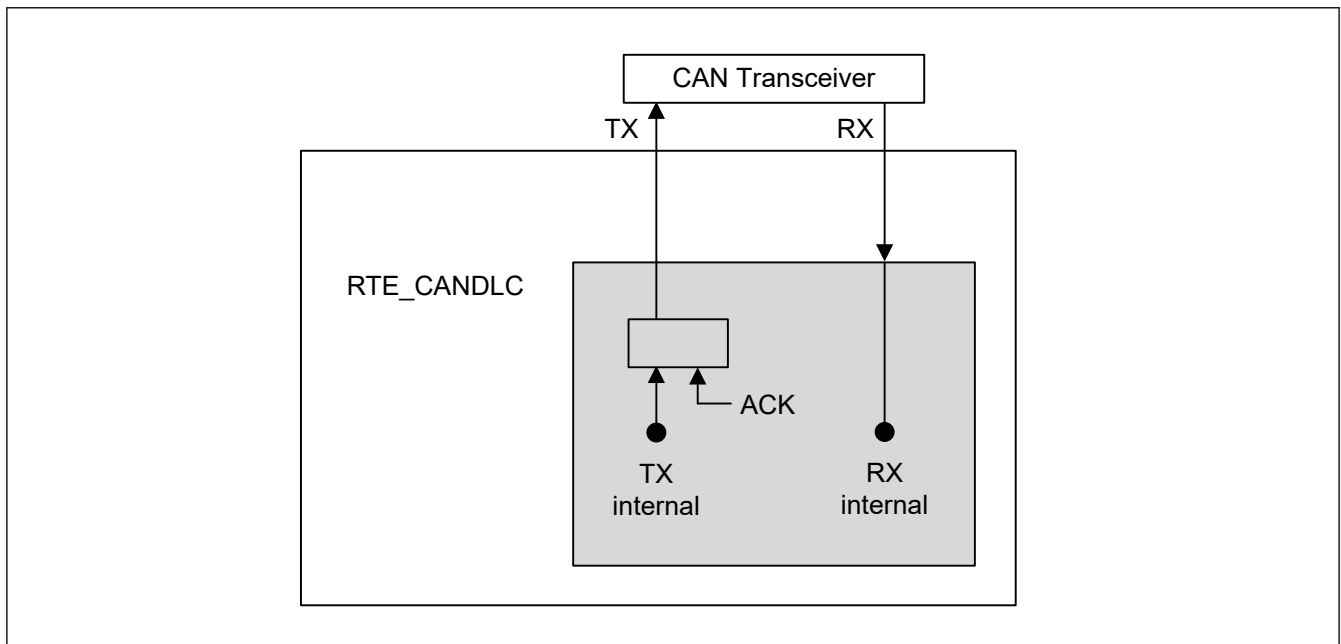 CAN Transceiver
TX
RX
RTE_CANDLC
ACK
TX
internal
RX
internal